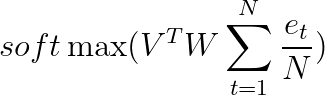 soft max(V^T W \sum_{t=1}^{N} \frac{e_t}{N})